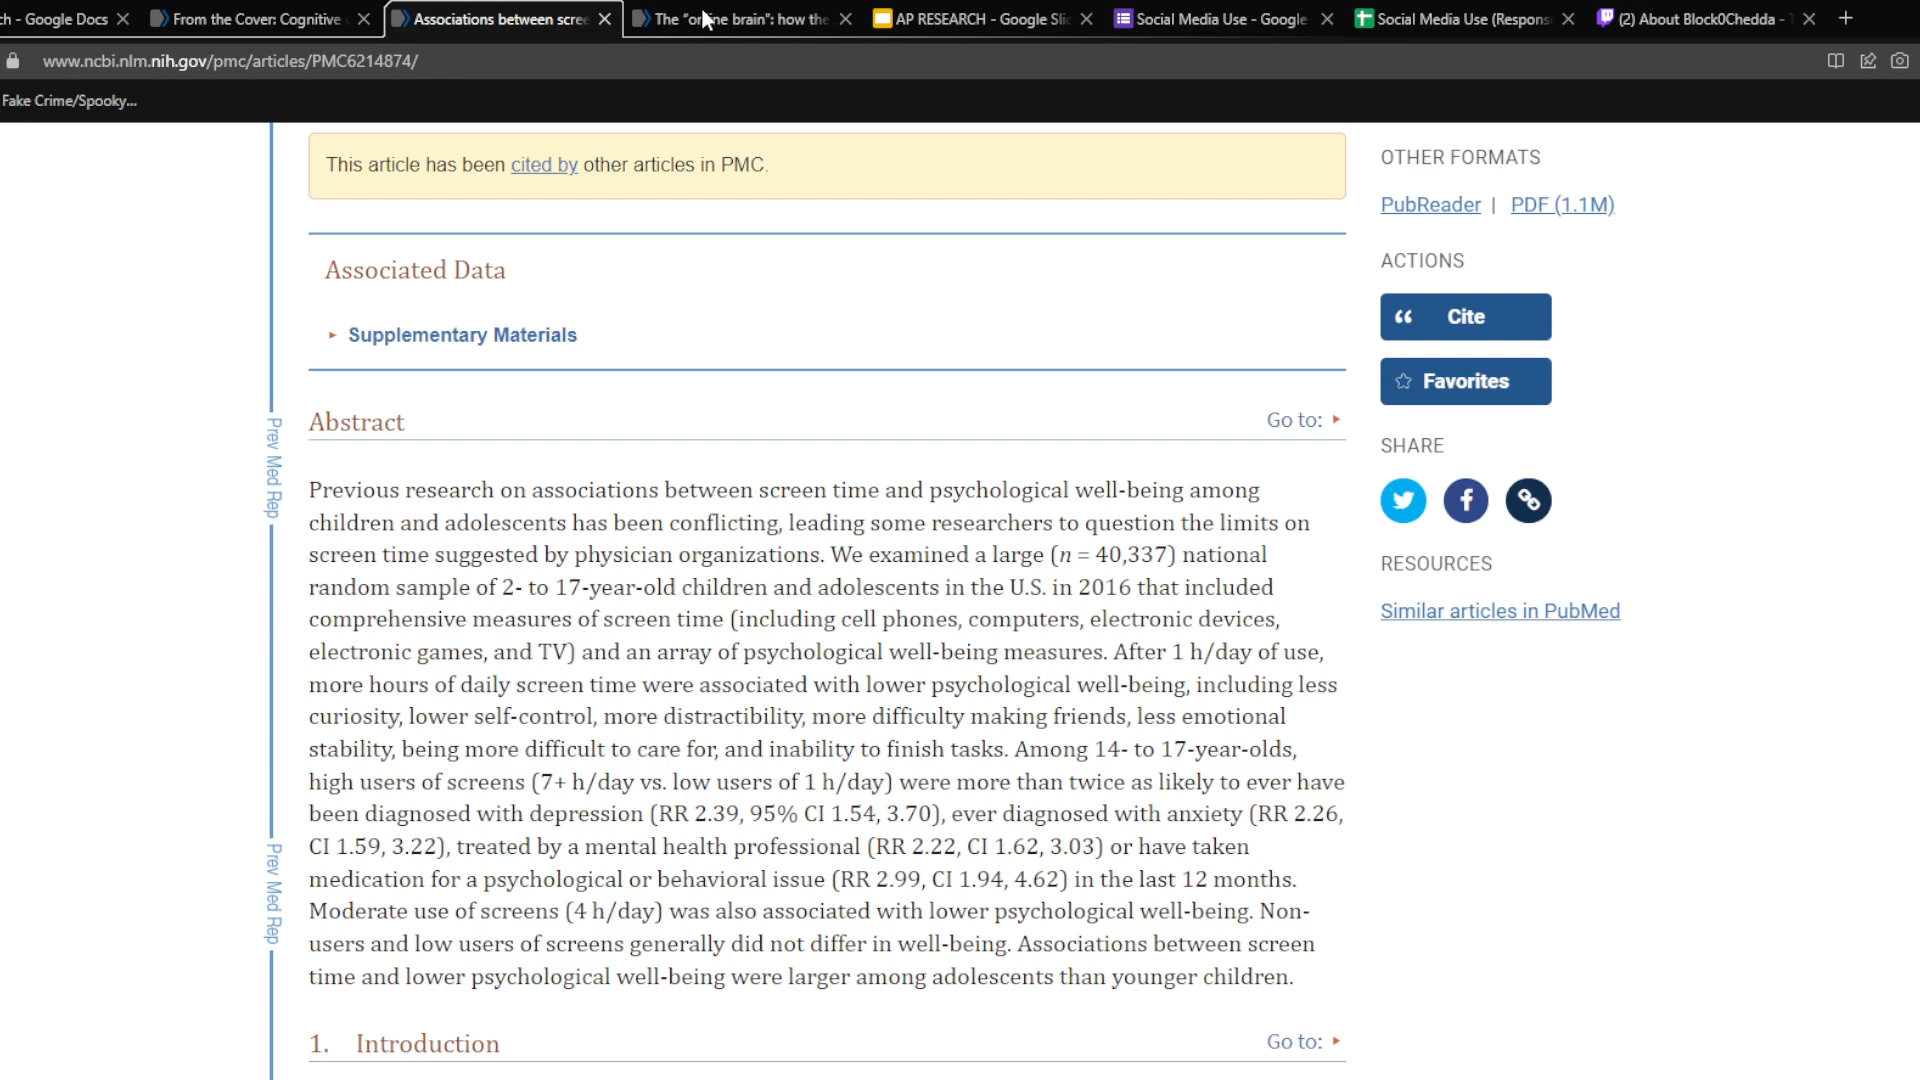 ch - Google Docs
From the Cover: Cognitive
Associations between scree
The "online brain": how the
AP RESEARCH - Google Slic
Social Media Use - Google
Social Media Use (Respons
(2) About Block0Chedda -
www.ncbi.nlm.nih.gov/pmc/articles/PMC6214874/
Fake Crime/Spooky...
This article has been cited by other articles in PMC.
Associated Data
Supplementary Materials
Abstract
Go to:
Previous research on associations between screen time and psychological well-being among
children and adolescents has been conflicting, leading some researchers to question the limits on
screen time suggested by physician organizations. We examined a large (n = 40,337) national
random sample of 2- to 17-year-old children and adolescents in the U.S. in 2016 that included
comprehensive measures of screen time (including cell phones, computers, electronic devices,
electronic games, and TV) and an array of psychological well-being measures. After 1 h/day of use,
more hours of daily screen time were associated with lower psychological well-being, including less
curiosity, lower self-control, more distractibility, more difficulty making friends, less emotional
stability, being more difficult to care for, and inability to finish tasks. Among 14- to 17-year-olds,
high users of screens (7+ h/day vs. low users of 1 h/day) were more than twice as likely to ever have
been diagnosed with depression (RR 2.39, 95% CI 1.54, 3.70), ever diagnosed with anxiety (RR 2.26,
CI 1.59, 3.22), treated by a mental health professional (RR 2.22, CI 1.62, 3.03) or have taken
medication for a psychological or behavioral issue (RR 2.99, CI 1.94, 4.62) in the last 12 months.
Moderate use of screens (4 h/day) was also associated with lower psychological well-being. Non-
users and low users of screens generally did not differ in well-being. Associations between screen
time and lower psychological well-being were larger among adolescents than younger children.
1. Introduction
Go to:
Prev Med Rep
Prev Med Rep
OTHER FORMATS
PubReader | PDF (1.1M)
ACTIONS
Cite
Favorites
SHARE
RESOURCES
Similar articles in PubMed